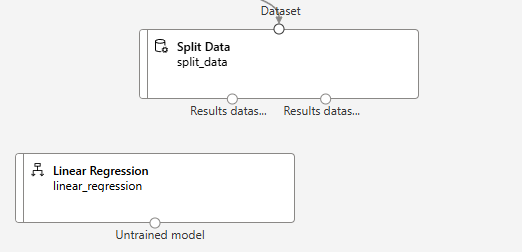 Dataset
Split Data
split_data
Results datas... Results datas...
Linear Regression
linear_regression
Untrained model